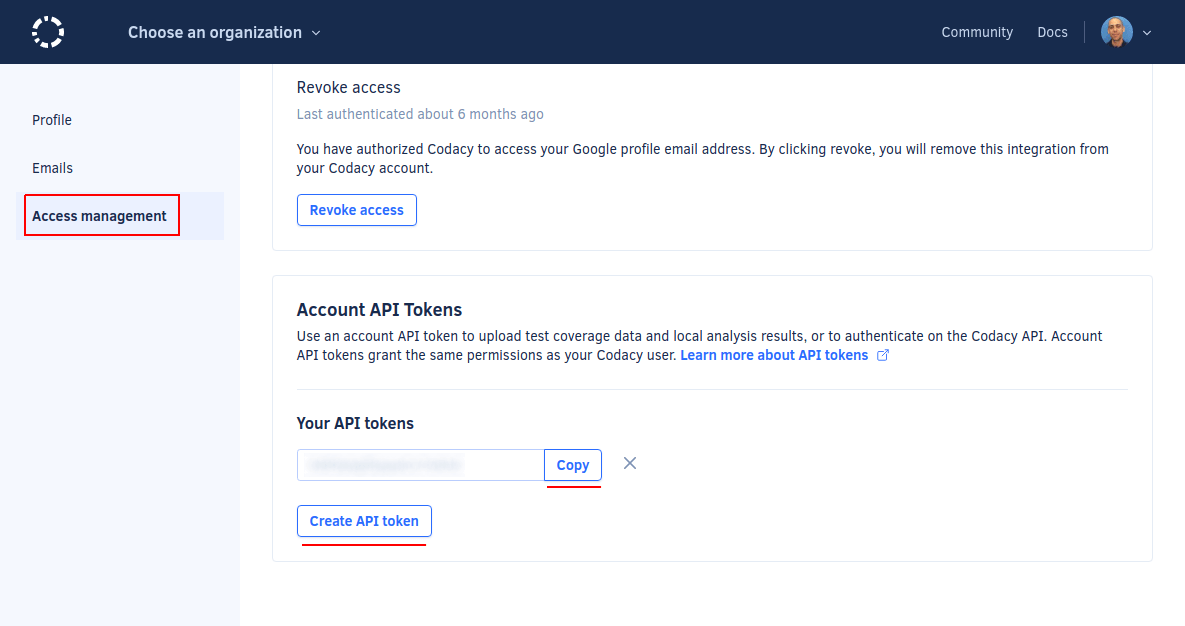 Choose an organization
Community
Docs
Profile
Emails
Access management
Revoke access
Last authenticated about 6 months ago
You have authorized Codacy to access your Google profile email address. By clicking revoke, you will remove this integration from
your Codacy account.
Revoke access
Account API Tokens
Use an account API token to upload test coverage data and local analysis results, or to authenticate on the Codacy API. Account
API tokens grant the same permissions as your Codacy user. Learn more about API tokens
Your API tokens
Copy
Create API token